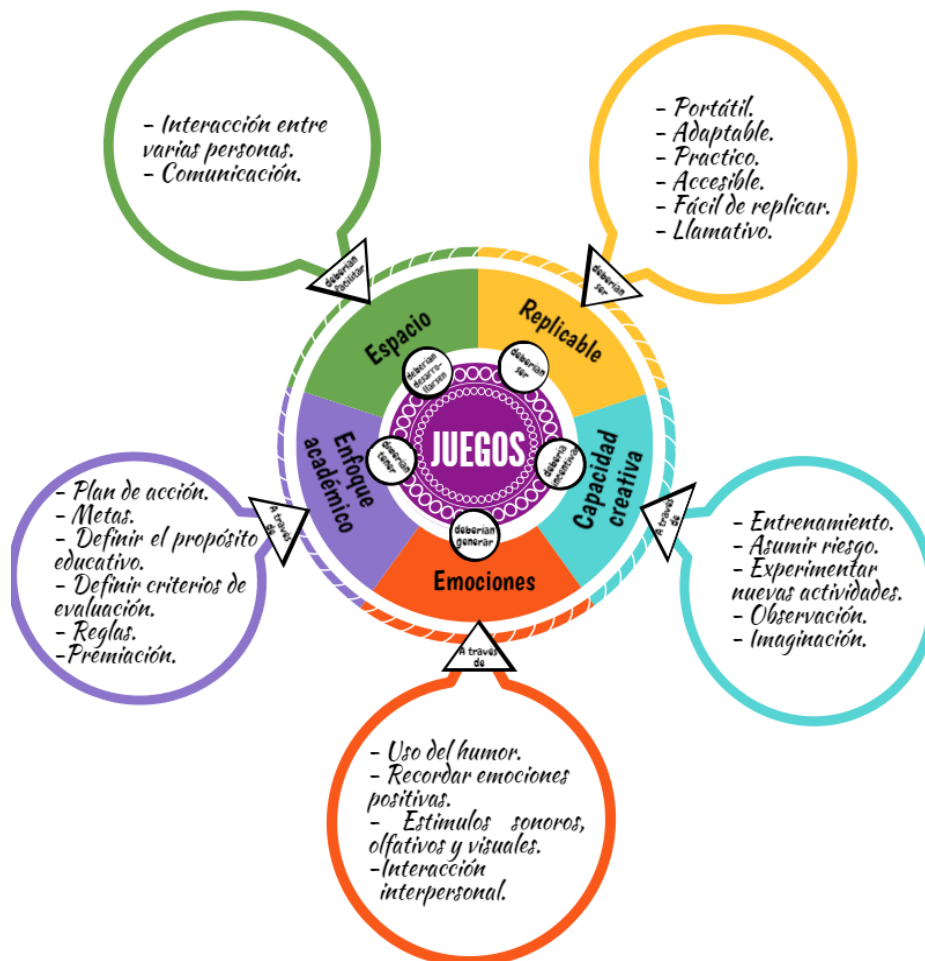 - Interacción entre
varias personas.
- Comunicación.
- Portátil.
- Adaptable.
- Practico.
- Accesible.
- Fácil de replicar.
- Llamativo.
deberían
facilitar
deberían
ser
Espacio
Replicable
deberían
desarro-
llarsen
deberían
ser
JUEGOS
Enfoque
académico
deberían
tener
debería
incentivar
Capacidad
creativa
deberían
generar
Emociones
A través
de
- Plan de acción.
- Metas.
- Definir el propósito
educativo.
- Definir criterios de
evaluación.
- Reglas.
-Premiación.
A través
de
- Entrenamiento.
- Asumir riesgo.
- Experimentar
nuevas actividades.
- Observación.
- Imaginación.
A través
de
- Uso del humor.
- Recordar emociones
positivas.
- Estimulos sonoros,
olfativos y visuales.
-Interacción
interpersonal.